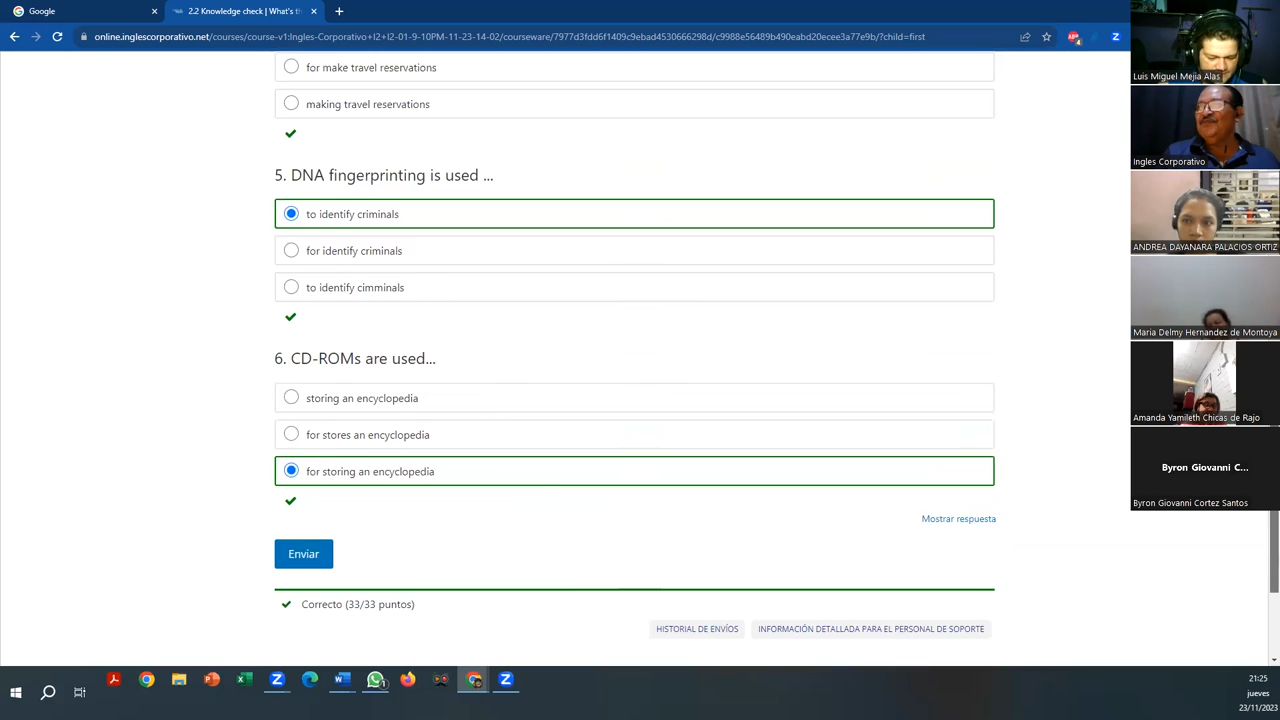 Google
2.2 Knowledge check | What's th
online.inglescorporativo.net/courses/course-v1:Ingles-Corporativo+I2+I2-01-9-10PM-11-23-14-02/courseware/7977d3fdd6f1409c9ebad4530666298d/c9988e56489b490eabd20ecee3a77e9b/?child=first
for make travel reservations
making travel reservations
5. DNA fingerprinting is used ...
to identify criminals
for identify criminals
to identify cimminals
6. CD-ROMs are used...
storing an encyclopedia
for stores an encyclopedia
for storing an encyclopedia
Mostrar respuesta
Enviar
Correcto (33/33 puntos)
HISTORIAL DE ENVÍOS
INFORMACIÓN DETALLADA PARA EL PERSONAL DE SOPORTE
Luis Miguel Mejia Alas
Ingles Corporativo
ANDREA DAYANARA PALACIOS ORTIZ
Maria Delmy Hernandez de Montoya
Amanda Yamileth Chicas de Rajo
Byron Giovanni C...
Byron Giovanni Cortez Santos
21:25
jueves
23/11/2023